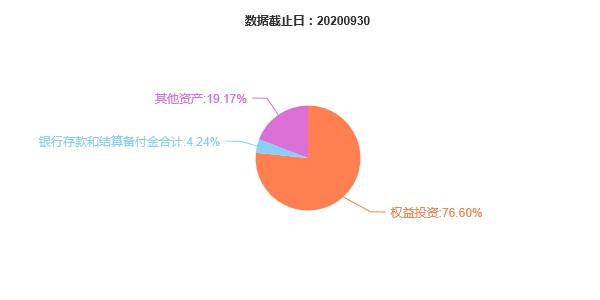 数据截止日：20200930
其他资产:19.17%
银行存款和结算备付金合计:4.24%
权益投资:76.60%